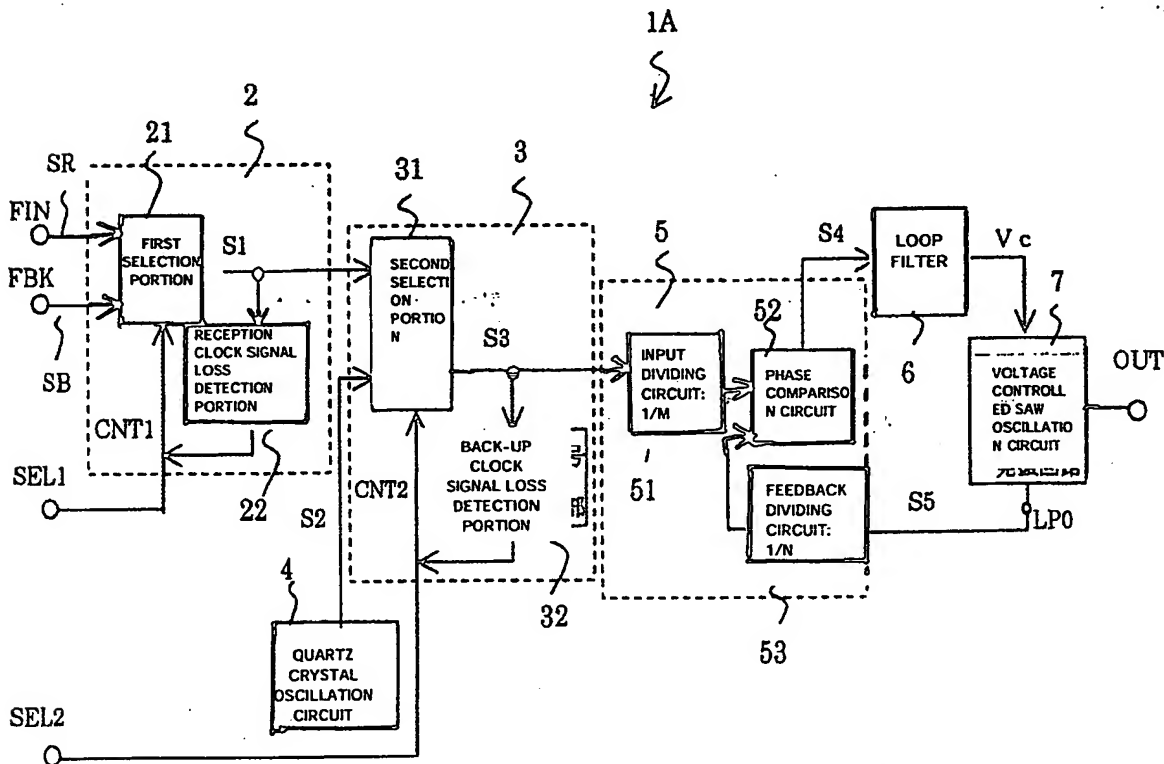 1A
2
21
SR
FIN
FIRST
SELECTION
PORTION
S1
FBK
SB
RECEPTION
CLOCK SIGNAL
LOSS
DETECTION
PORTION
CNT1
SEL1
22
3
31
SECOND
SELECTI
ON
PORTIO
N
S3
S2
CNT2
BACK-UP
CLOCK
SIGNAL LOSS
DETECTION
PORTION
32
4
QUARTZ
CRYSTAL
OSCILLATION
CIRCUIT
SEL2
5
INPUT
DIVIDING
CIRCUIT:
1/M
51
52
PHASE
COMPARISO
N CIRCUIT
FEEDBACK
DIVIDING
CIRCUIT:
1/N
53
S4
LOOP
FILTER
6
Vc
7
VOLTAGE
CONTROLL
ED SAW
OSCILLATIO
N CIRCUIT
OUT
S5
LP0